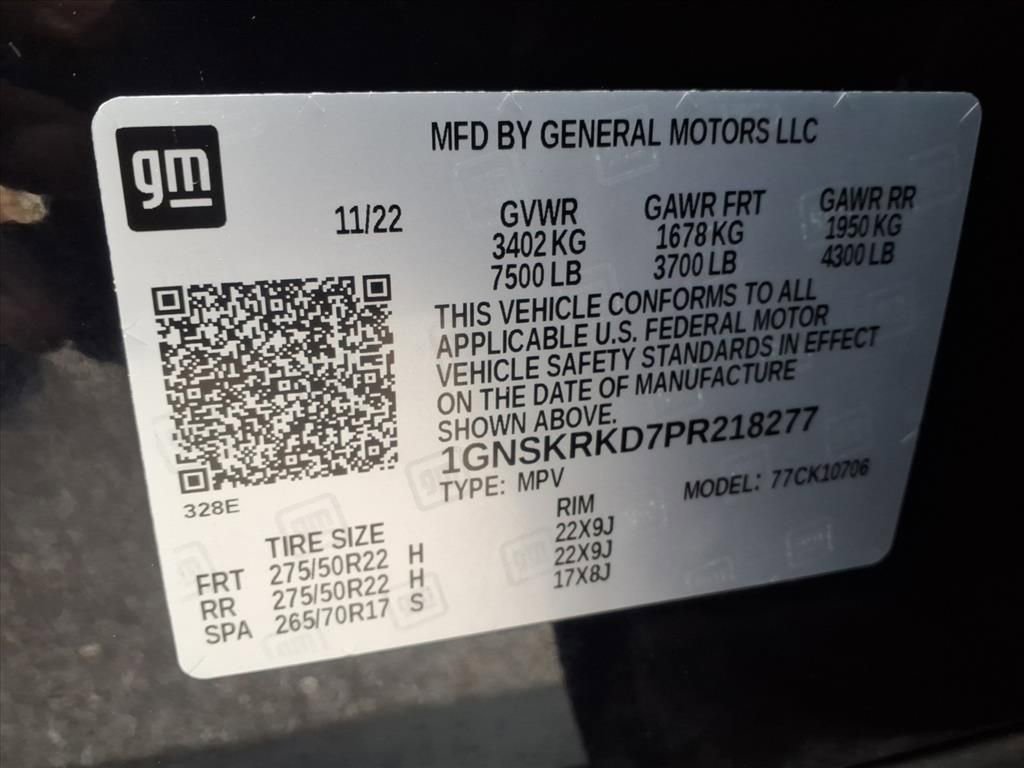 gm
MFD BY GENERAL MOTORS LLC
11/22
GVWR
3402 KG
7500 LB
GAWR FRT
1678 KG
3700 LB
GAWR RR
1950 KG
4300 LB
THIS VEHICLE CONFORMS TO ALL
APPLICABLE U.S. FEDERAL MOTOR
VEHICLE SAFETY STANDARDS IN EFFECT
ON THE DATE OF MANUFACTURE
SHOWN ABOVE.
1GNSKRKD7PR218277
TYPE: MPV MODEL: 77CK10706
328E
TIRE SIZE RIM
FRT 275/50R22 H 22X9J
RR 275/50R22 H 22X9J
SPA 265/70R17 S 17X8J